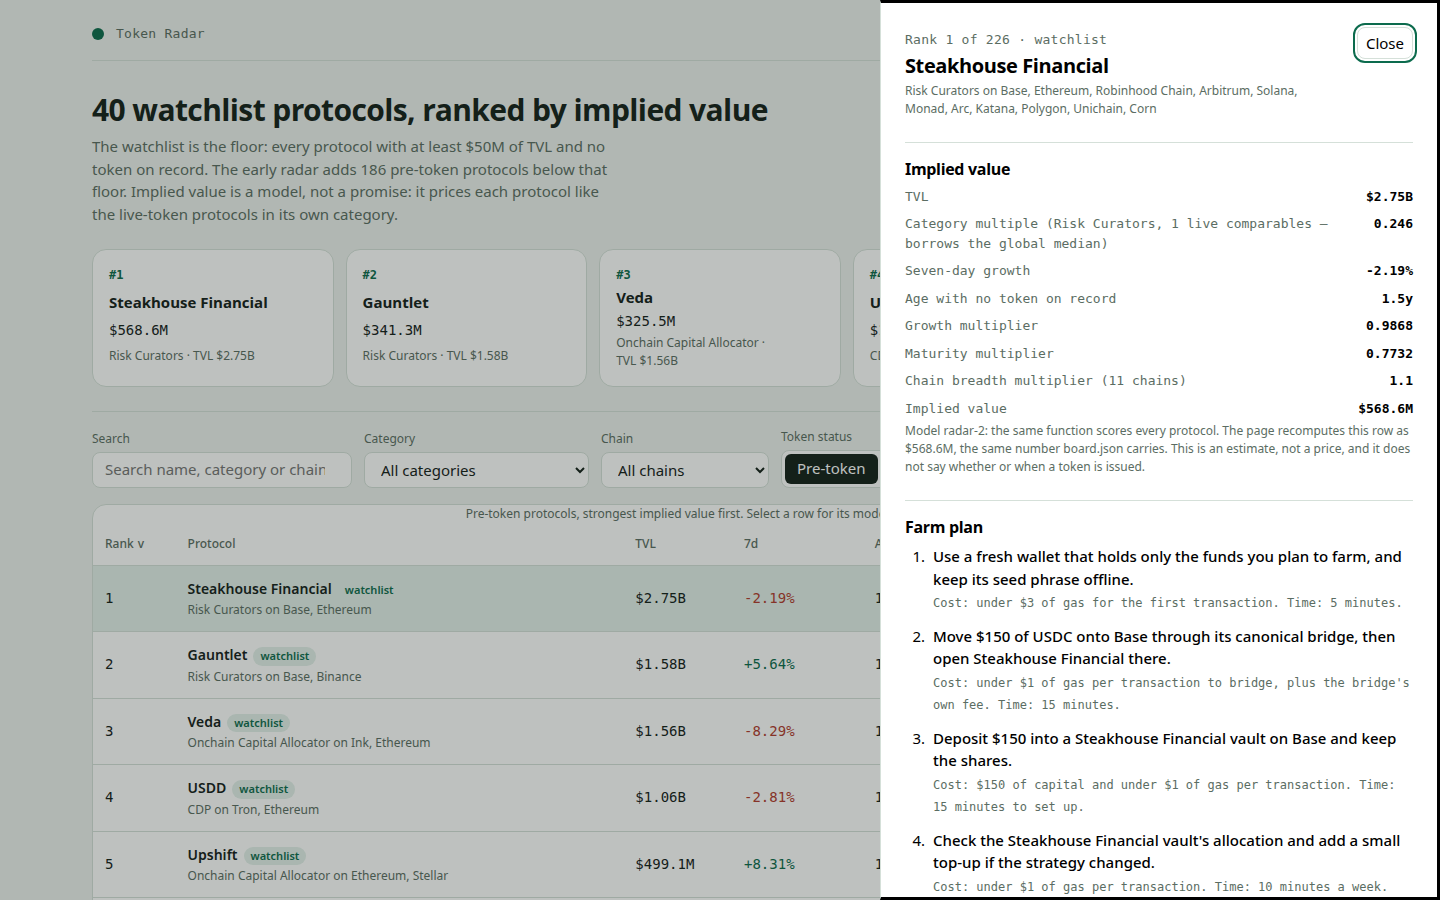 Token Radar
40 watchlist protocols, ranked by implied value
The watchlist is the floor: every protocol with at least $50M of TVL and no
token on record. The early radar adds 186 pre-token protocols below that
floor. Implied value is a model, not a promise: it prices each protocol like
the live-token protocols in its own category.
#1
Steakhouse Financial
$568.6M
Risk Curators · TVL $2.75B
#2
Gauntlet
$341.3M
Risk Curators · TVL $1.58B
#3
Veda
$325.5M
Onchain Capital Allocator ·
TVL $1.56B
Search
Search name, category or chain
Category
All categories
Chain
All chains
Token status
Pre-token
Pre-token protocols, strongest implied value first. Select a row for its
Rank v Protocol TVL 7d
1 Steakhouse Financial watchlist $2.75B -2.19%
Risk Curators on Base, Ethereum
2 Gauntlet watchlist $1.58B +5.64%
Risk Curators on Base, Binance
3 Veda watchlist $1.56B -8.29%
Onchain Capital Allocator on Ink, Ethereum
4 USDD watchlist $1.06B -2.81%
CDP on Tron, Ethereum
5 Upshift watchlist $499.1M +8.31%
Onchain Capital Allocator on Ethereum, Stellar
Rank 1 of 226 · watchlist
Close
Steakhouse Financial
Risk Curators on Base, Ethereum, Robinhood Chain, Arbitrum, Solana,
Monad, Arc, Katana, Polygon, Unichain, Corn
Implied value
TVL $2.75B
Category multiple (Risk Curators, 1 live comparables — 0.246
borrows the global median)
Seven-day growth -2.19%
Age with no token on record 1.5y
Growth multiplier 0.9868
Maturity multiplier 0.7732
Chain breadth multiplier (11 chains) 1.1
Implied value $568.6M
Model radar-2: the same function scores every protocol. The page recomputes this row as
$568.6M, the same number board.json carries. This is an estimate, not a price, and it does
not say whether or when a token is issued.
Farm plan
1. Use a fresh wallet that holds only the funds you plan to farm, and
keep its seed phrase offline.
Cost: under $3 of gas for the first transaction. Time: 5 minutes.
2. Move $150 of USDC onto Base through its canonical bridge, then
open Steakhouse Financial there.
Cost: under $1 of gas per transaction to bridge, plus the bridge's
own fee. Time: 15 minutes.
3. Deposit $150 into a Steakhouse Financial vault on Base and keep
the shares.
Cost: $150 of capital and under $1 of gas per transaction. Time:
15 minutes to set up.
4. Check the Steakhouse Financial vault's allocation and add a small
top-up if the strategy changed.
Cost: under $1 of gas per transaction. Time: 10 minutes a week.